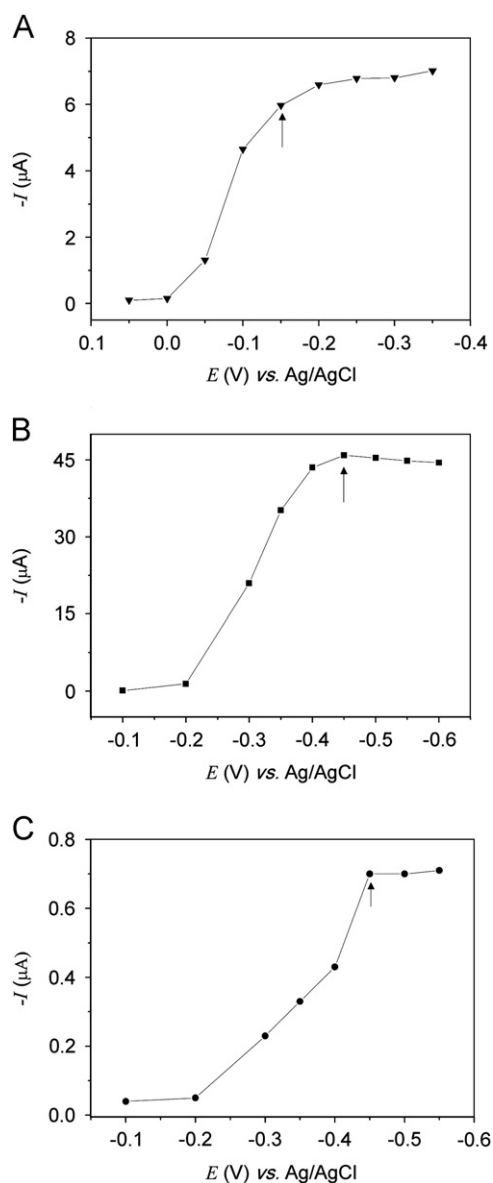 A
8
6
4
2
0
-I (μA)
0.1 0.0 -0.1 -0.2 -0.3 -0.4
E (V) vs. Ag/AgCl
B
45
30
15
0
-I (μA)
-0.1 -0.2 -0.3 -0.4 -0.5 -0.6
E (V) vs. Ag/AgCl
C
0.8
0.6
0.4
0.2
0.0
-I (μA)
-0.1 -0.2 -0.3 -0.4 -0.5 -0.6
E (V) vs. Ag/AgCl